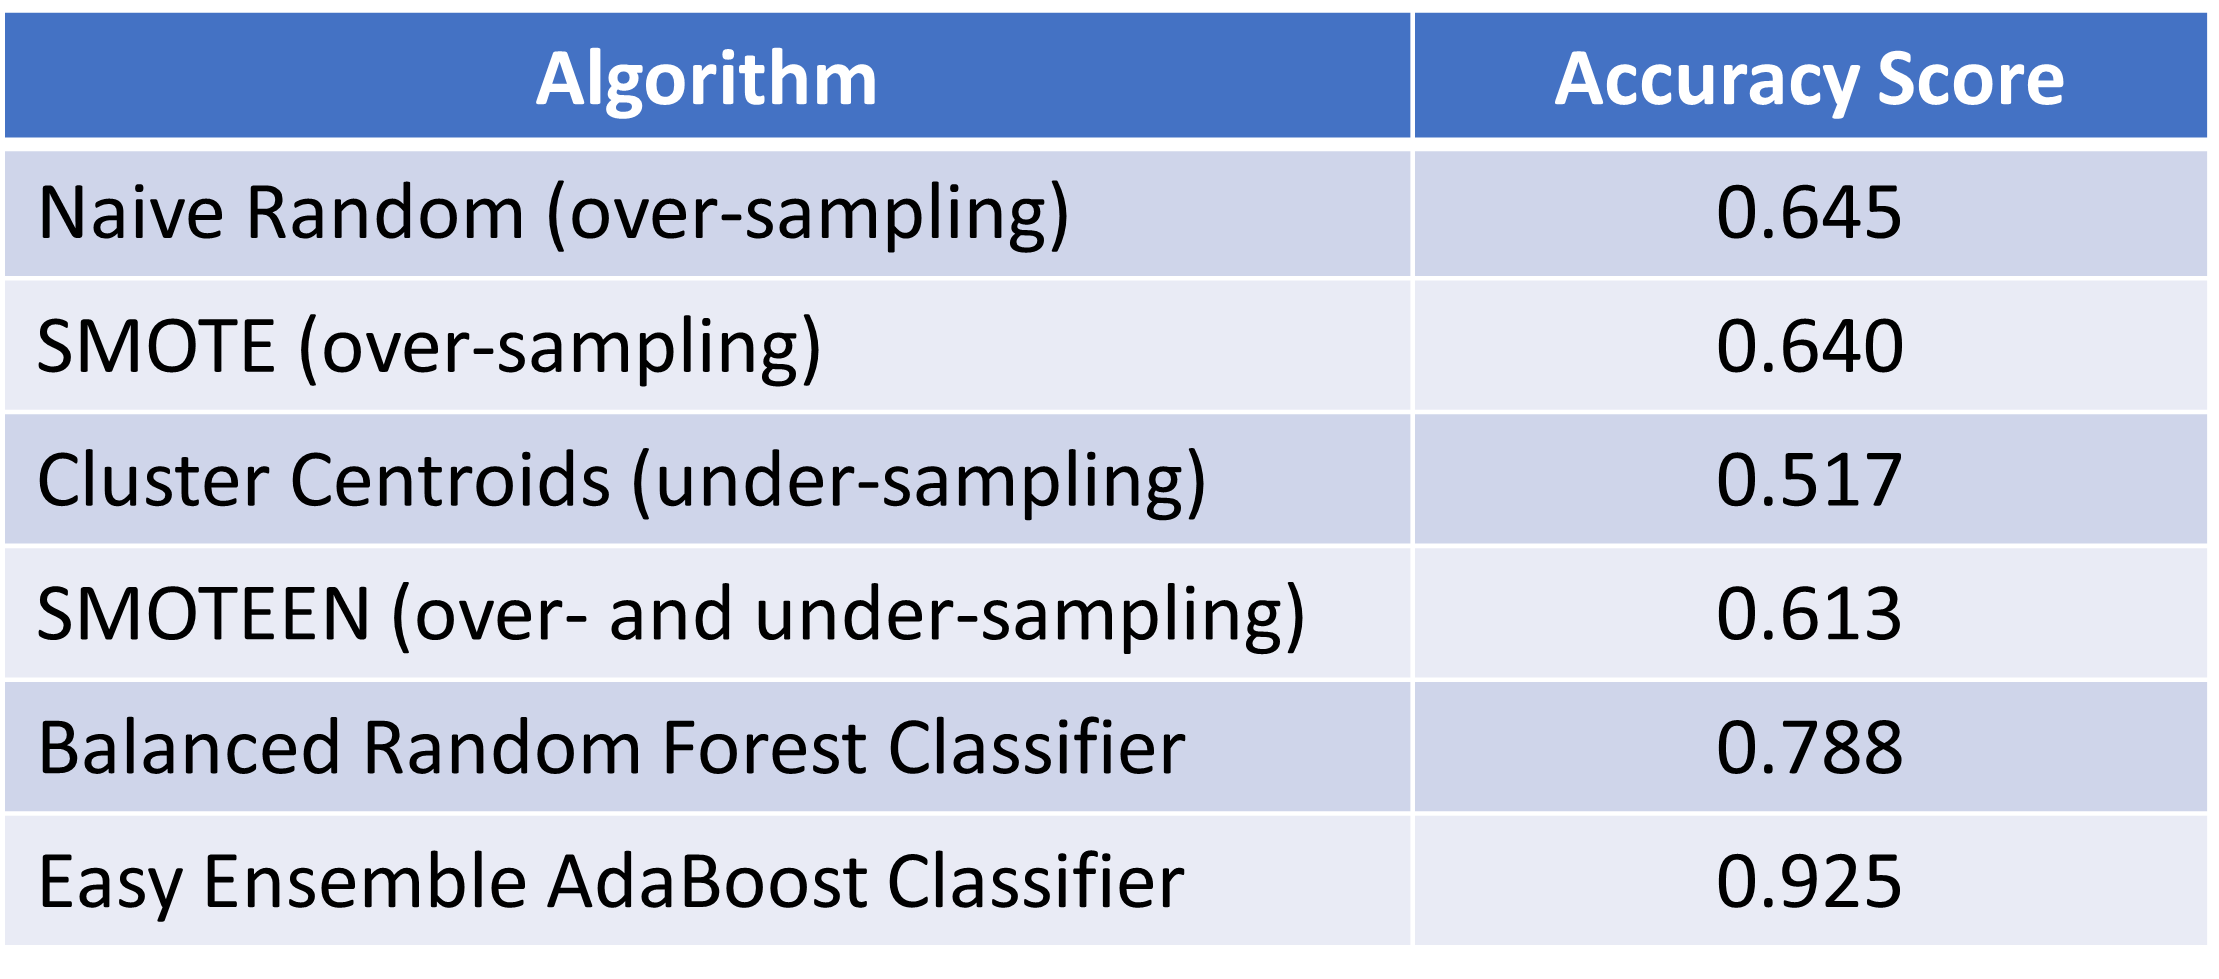 Algorithm Accuracy Score
Naive Random (over-sampling) 0.645
SMOTE (over-sampling) 0.640
Cluster Centroids (under-sampling) 0.517
SMOTEEN (over- and under-sampling) 0.613
Balanced Random Forest Classifier 0.788
Easy Ensemble AdaBoost Classifier 0.925